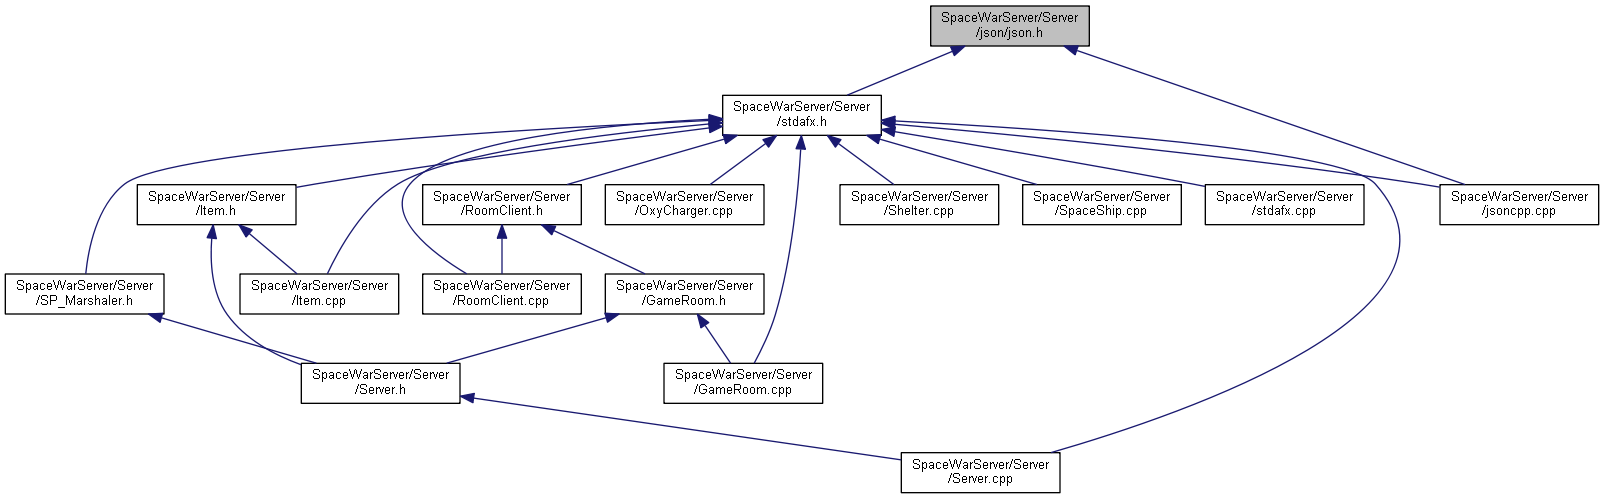 SpaceWarServer/Server
/json/json.h
SpaceWarServer/Server
/stdafx.h
SpaceWarServer/Server
/Item.h
SpaceWarServer/Server
/RoomClient.h
SpaceWarServer/Server
/OxyCharger.cpp
SpaceWarServer/Server
/Shelter.cpp
SpaceWarServer/Server
/SpaceShip.cpp
SpaceWarServer/Server
/stdafx.cpp
SpaceWarServer/Server
/jsoncpp.cpp
SpaceWarServer/Server
/SP_Marshaler.h
SpaceWarServer/Server
/Item.cpp
SpaceWarServer/Server
/RoomClient.cpp
SpaceWarServer/Server
/GameRoom.h
SpaceWarServer/Server
/Server.h
SpaceWarServer/Server
/GameRoom.cpp
SpaceWarServer/Server
/Server.cpp